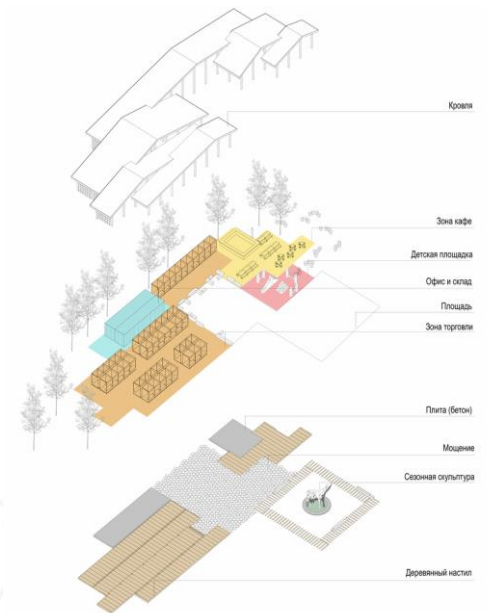 Кровля
Зона кафе
Детская площадка
Офис и склад
Площадь
Зона торговли
Плита (бетон)
Мощение
Сезонная скульптура
Деревянный настил